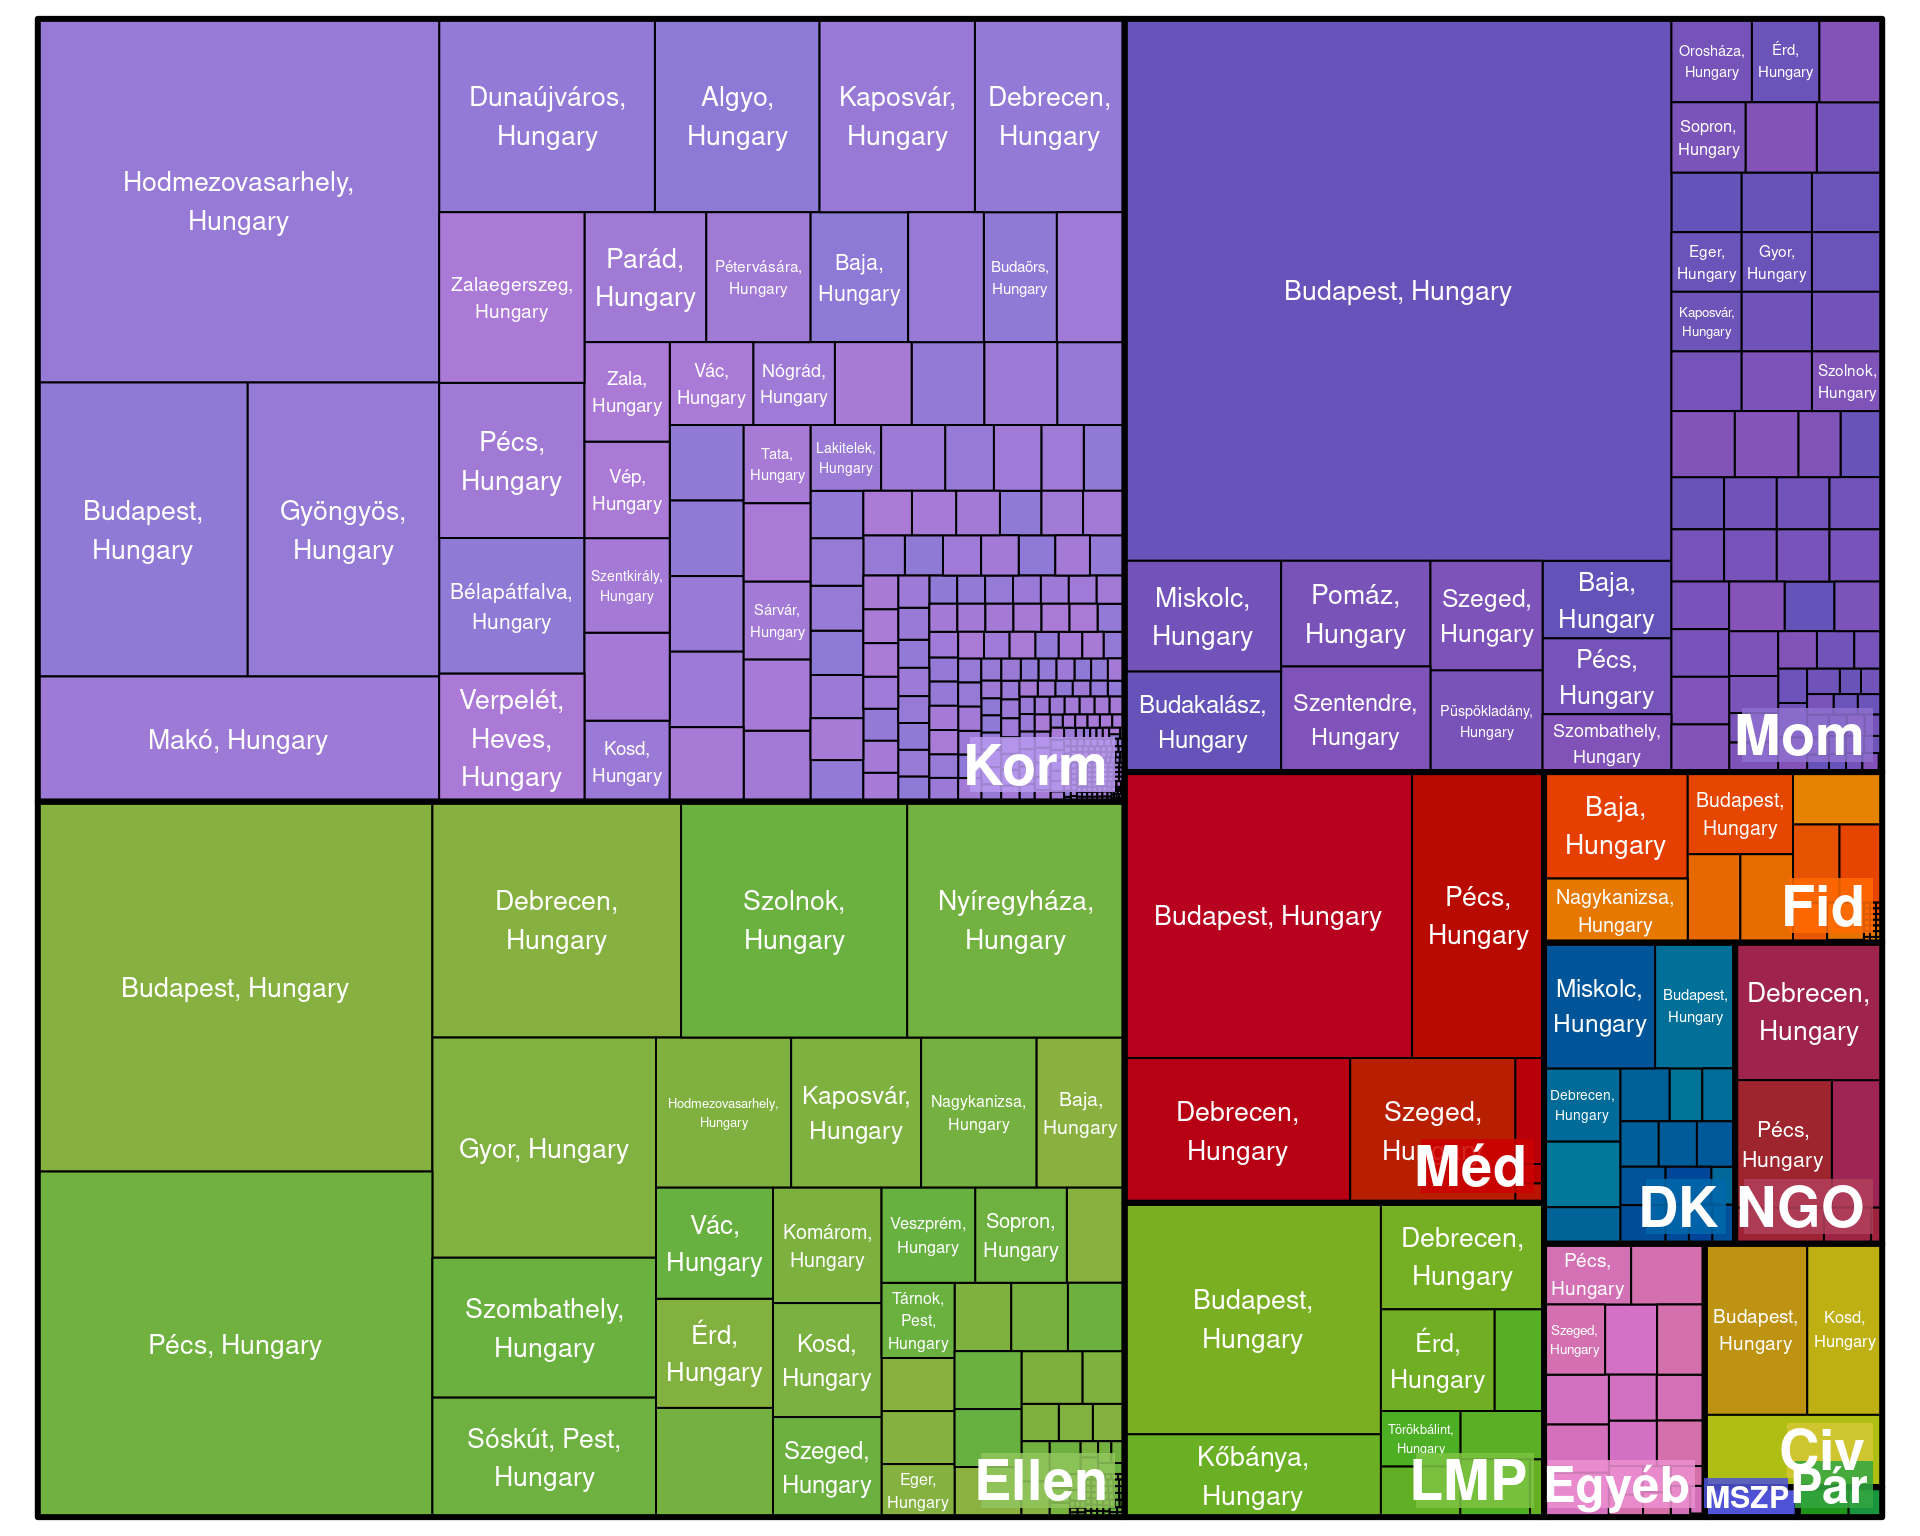 Hodmezovasarhely,
Hungary
Dunaújváros,
Hungary
Algyo,
Hungary
Kaposvár,
Hungary
Debrecen,
Hungary
Zalaegerszeg,
Hungary
Parád,
Hungary
Pétervására,
Hungary
Baja,
Hungary
Budaörs,
Hungary
Zala,
Hungary
Vác,
Hungary
Nógrád,
Hungary
Budapest,
Hungary
Gyöngyös,
Hungary
Pécs,
Hungary
Vép,
Hungary
Tata,
Hungary
Lakitelek,
Hungary
Bélapátfalva,
Hungary
Szentkirály,
Hungary
Sárvár,
Hungary
Makó, Hungary
Verpelét,
Heves,
Hungary
Kosd,
Hungary
Korm
Budapest, Hungary
Orosháza,
Hungary
Érd,
Hungary
Sopron,
Hungary
Eger,
Hungary
Gyor,
Hungary
Kaposvár,
Hungary
Szolnok,
Hungary
Miskolc,
Hungary
Pomáz,
Hungary
Szeged,
Hungary
Baja,
Hungary
Pécs,
Hungary
Budakalász,
Hungary
Szentendre,
Hungary
Püspökladány,
Hungary
Szombathely,
Hungary
Mom
Budapest, Hungary
Debrecen,
Hungary
Szolnok,
Hungary
Nyíregyháza,
Hungary
Gyor, Hungary
Hodmezovasarhely,
Hungary
Kaposvár,
Hungary
Nagykanizsa,
Hungary
Baja,
Hungary
Pécs, Hungary
Szombathely,
Hungary
Vác,
Hungary
Komárom,
Hungary
Veszprém,
Hungary
Sopron,
Hungary
Tárnok,
Pest,
Hungary
Érd,
Hungary
Kosd,
Hungary
Sóskút, Pest,
Hungary
Szeged,
Hungary
Eger,
Hungary
Ellen
Budapest, Hungary
Pécs,
Hungary
Debrecen,
Hungary
Szeged,
Hungary
Méd
Baja,
Hungary
Budapest,
Hungary
Nagykanizsa,
Hungary
Fid
Miskolc,
Hungary
Budapest,
Hungary
Debrecen,
Hungary
DK
Debrecen,
Hungary
Pécs,
Hungary
NGO
Budapest,
Hungary
Debrecen,
Hungary
Érd,
Hungary
Törökbálint,
Hungary
Kőbánya,
Hungary
LMP
Pécs,
Hungary
Szeged,
Hungary
Egyéb
Budapest,
Hungary
Kosd,
Hungary
Civ
MSZP
Pár